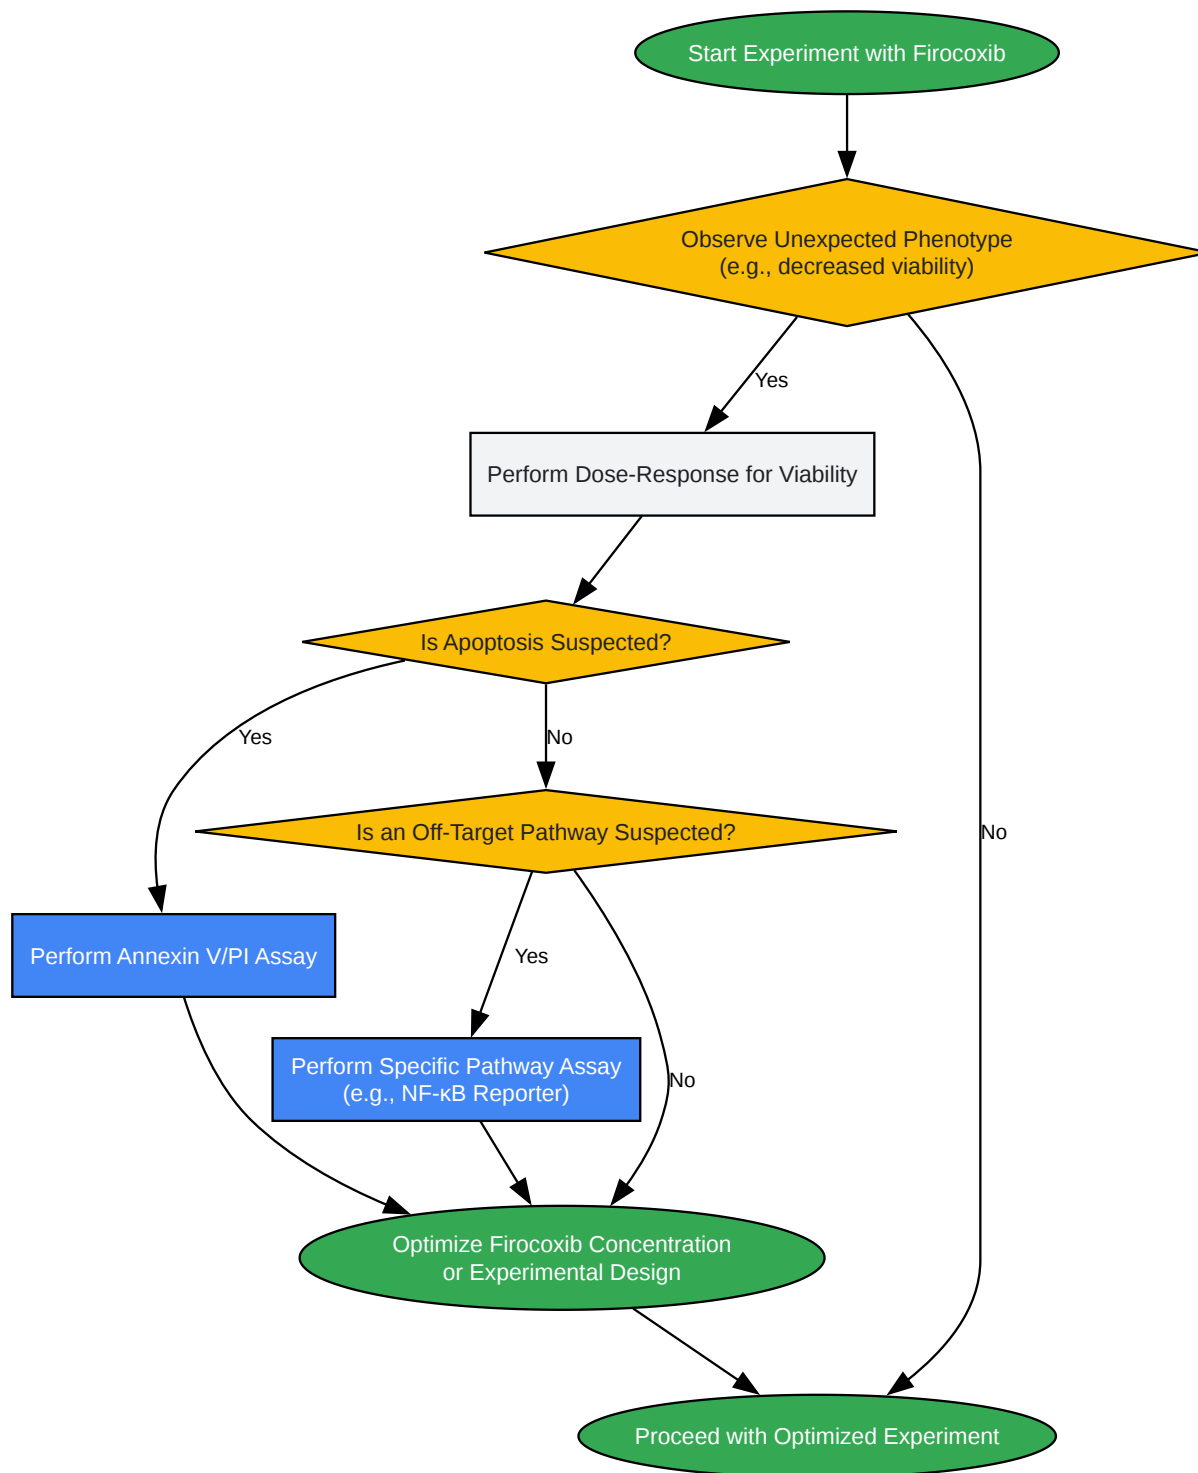 Start Experiment with Firocoxib
Observe Unexpected Phenotype
(e.g., decreased viability)
Yes
Perform Dose-Response for Viability
Is Apoptosis Suspected?
Yes
No
Is an Off-Target Pathway Suspected?
No
Perform Annexin V/PI Assay
Yes
Perform Specific Pathway Assay
(e.g., NF-κB Reporter)
No
Optimize Firocoxib Concentration
or Experimental Design
Proceed with Optimized Experiment